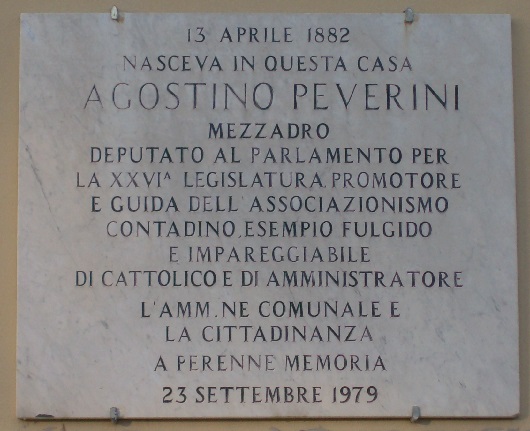 13 APRILE 1882
NASCEVA IN QUESTA CASA
AGOSTINO PEVERINI
MEZZADRO
DEPUTATO AL PARLAMENTO PER
LA XXVIᴬ LEGISLATURA, PROMOTORE
E GUIDA DELL'ASSOCIAZIONISMO
CONTADINO, ESEMPIO FULGIDO
E IMPAREGGIABILE
DI CATTOLICO E DI AMMINISTRATORE
L'AMM.NE COMUNALE E
LA CITTADINANZA
A PERENNE MEMORIA
23 SETTEMBRE 1979